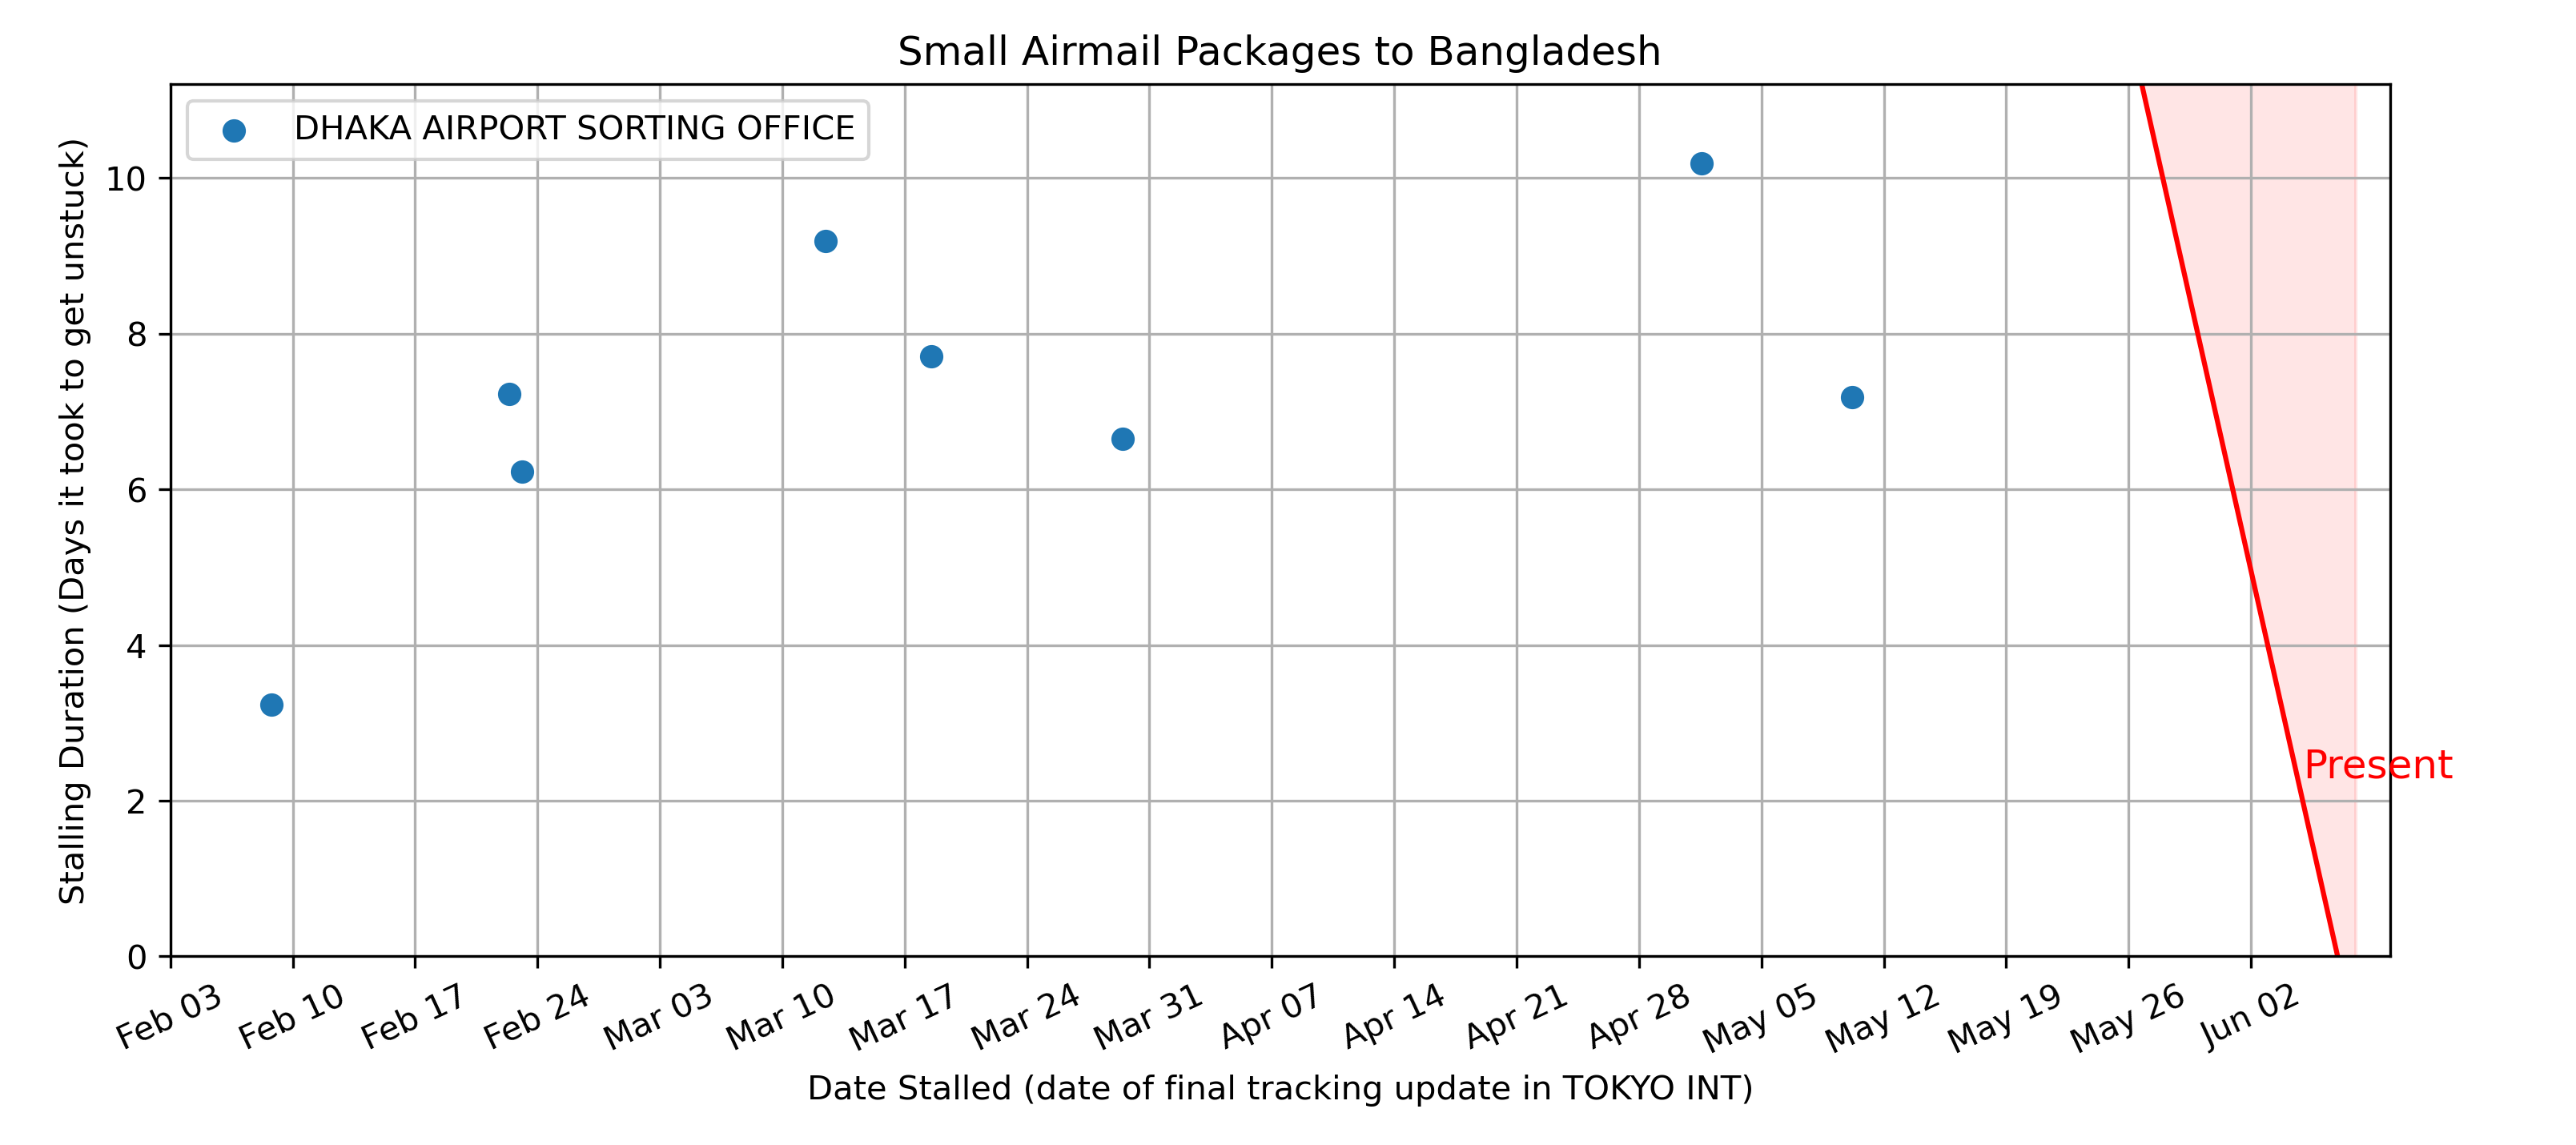 Small Airmail Packages to Bangladesh
DHAKA AIRPORT SORTING OFFICE
Stalling Duration (Days it took to get unstuck)
10
8
6
4
2
0
Present
Feb 03
Feb 10
Feb 17
Feb 24
Mar 03
Mar 10
Mar 17
Mar 24
Mar 31
Apr 07
Apr 14
Apr 21
Apr 28
May 05
May 12
May 19
May 26
Jun 02
Date Stalled (date of final tracking update in TOKYO INT)